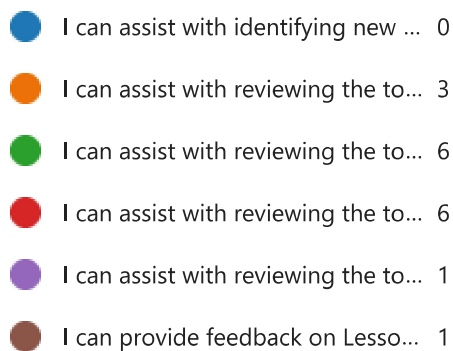 I can assist with identifying new ... 0
I can assist with reviewing the to... 3
I can assist with reviewing the to... 6
I can assist with reviewing the to... 6
I can assist with reviewing the to... 1
I can provide feedback on Lesso... 1